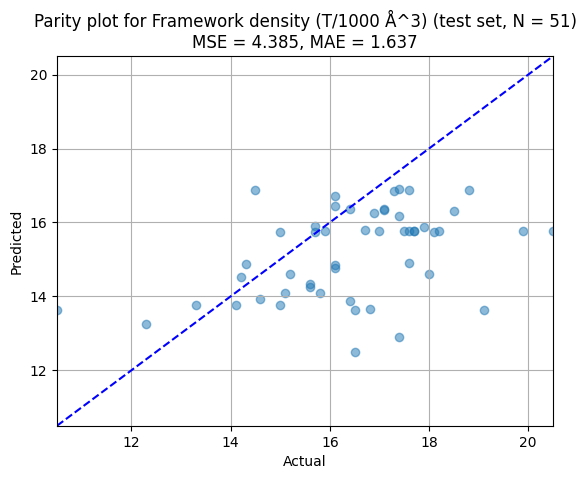 Parity plot for Framework density (T/1000 Å^3) (test set, N = 51)
MSE = 4.385, MAE = 1.637
20
18
16
14
12
Predicted
12
14
16
18
20
Actual